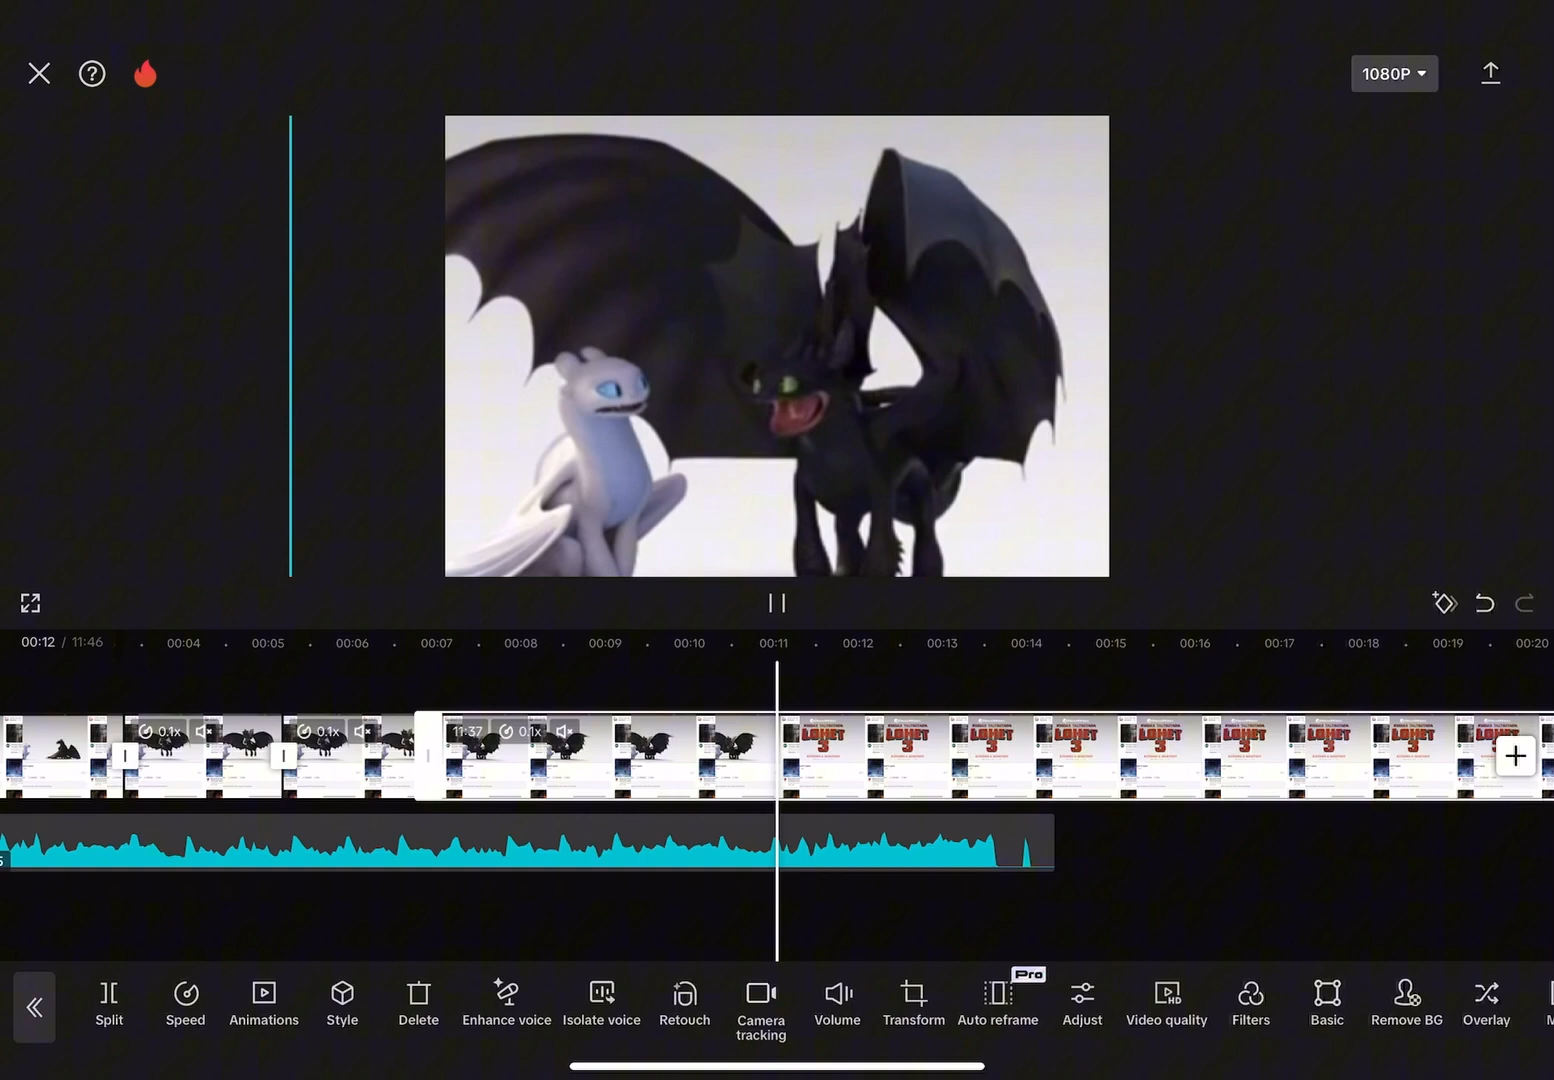 1080P
00:12 / 11:46
00:04
00:05
00:06
00:07
00:08
00:09
00:10
00:11
00:12
00:13
00:14
00:15
00:16
00:17
00:18
00:19
00:20
0.1x
0.1x
11:37
0.1x
Pro
Split
Speed
Animations
Style
Delete
Enhance voice
Isolate voice
Retouch
Camera
tracking
Volume
Transform
Auto reframe
Adjust
Video quality
HD
Filters
Basic
Remove BG
Overlay